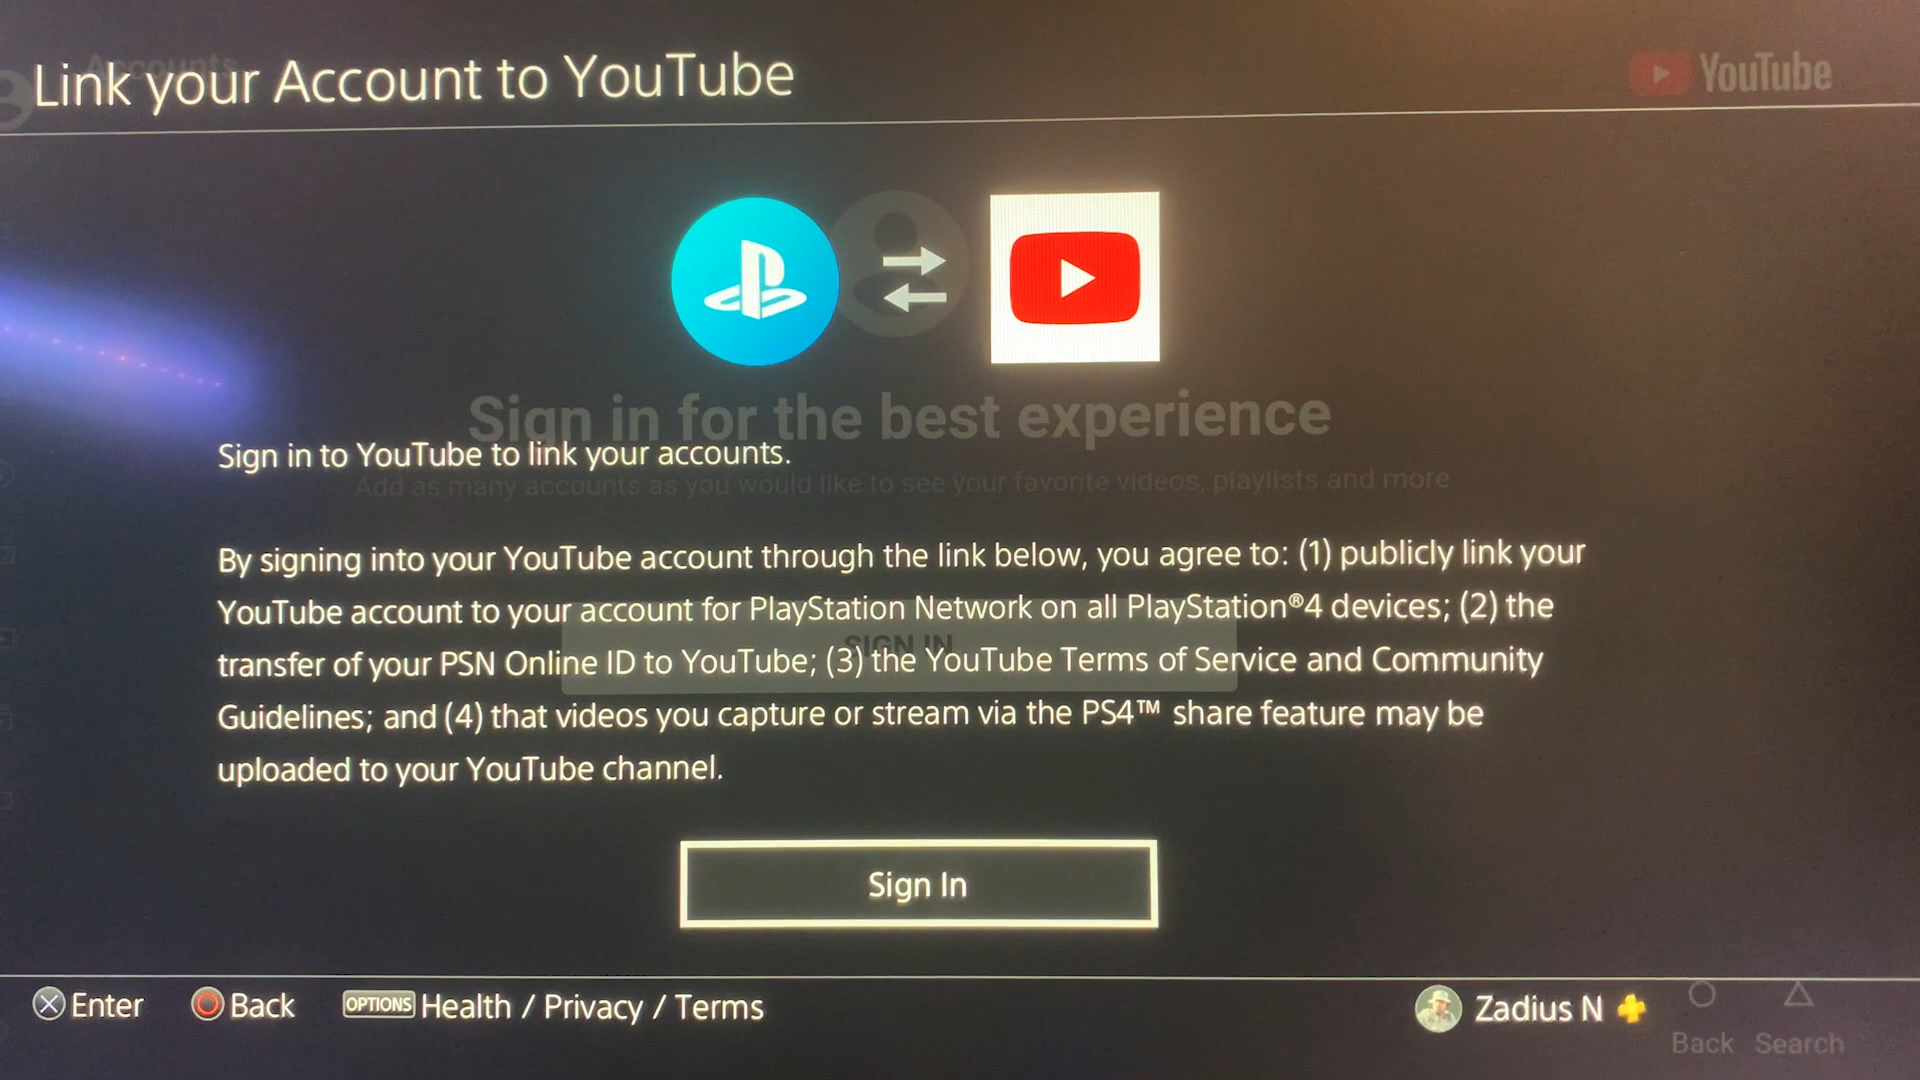 Accounts
Link your Account to YouTube
YouTube
Sign in for the best experience
Sign in to YouTube to link your accounts.
Add as many accounts as you would like to see your favorite videos, playlists and more
By signing into your YouTube account through the link below, you agree to: (1) publicly link your
YouTube account to your account for PlayStation Network on all PlayStation®4 devices; (2) the
SIGN IN
transfer of your PSN Online ID to YouTube; (3) the YouTube Terms of Service and Community
Guidelines; and (4) that videos you capture or stream via the PS4™ share feature may be
uploaded to your YouTube channel.
Sign In
Enter Back OPTIONS Health / Privacy / Terms Zadius N
Back Search